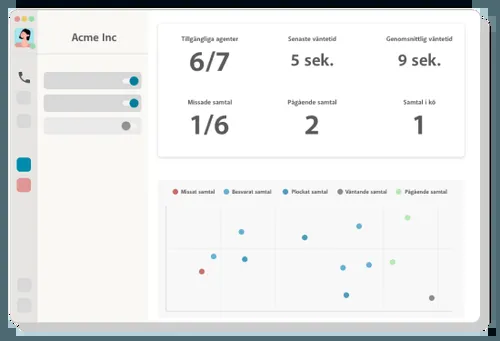 Acme Inc
Tillgängliga agenter
Senaste väntetid
Genomsnittlig väntetid
6/7
5 sek.
9 sek.
Missade samtal
Pågående samtal
Samtal i kö
1/6
2
1
Missat samtal
Besvarat samtal
Plockat samtal
Väntande samtal
Pågående samtal